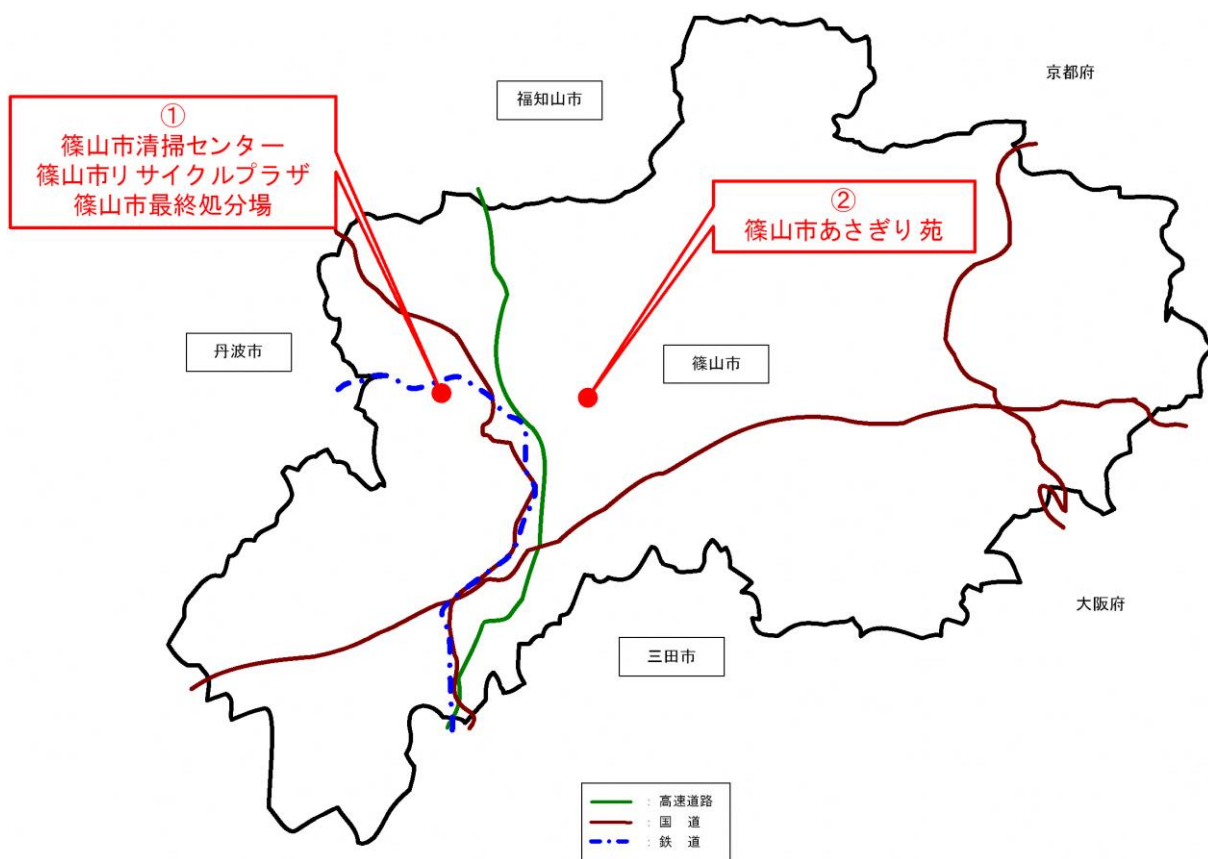 京都府
福知山市
①
篠山市清掃センター
篠山市リサイクルプラザ
篠山市最終処分場
②
篠山市あさぎり苑
丹波市
篠山市
大阪府
三田市
: 高速道路
: 国 道
: 鉄 道